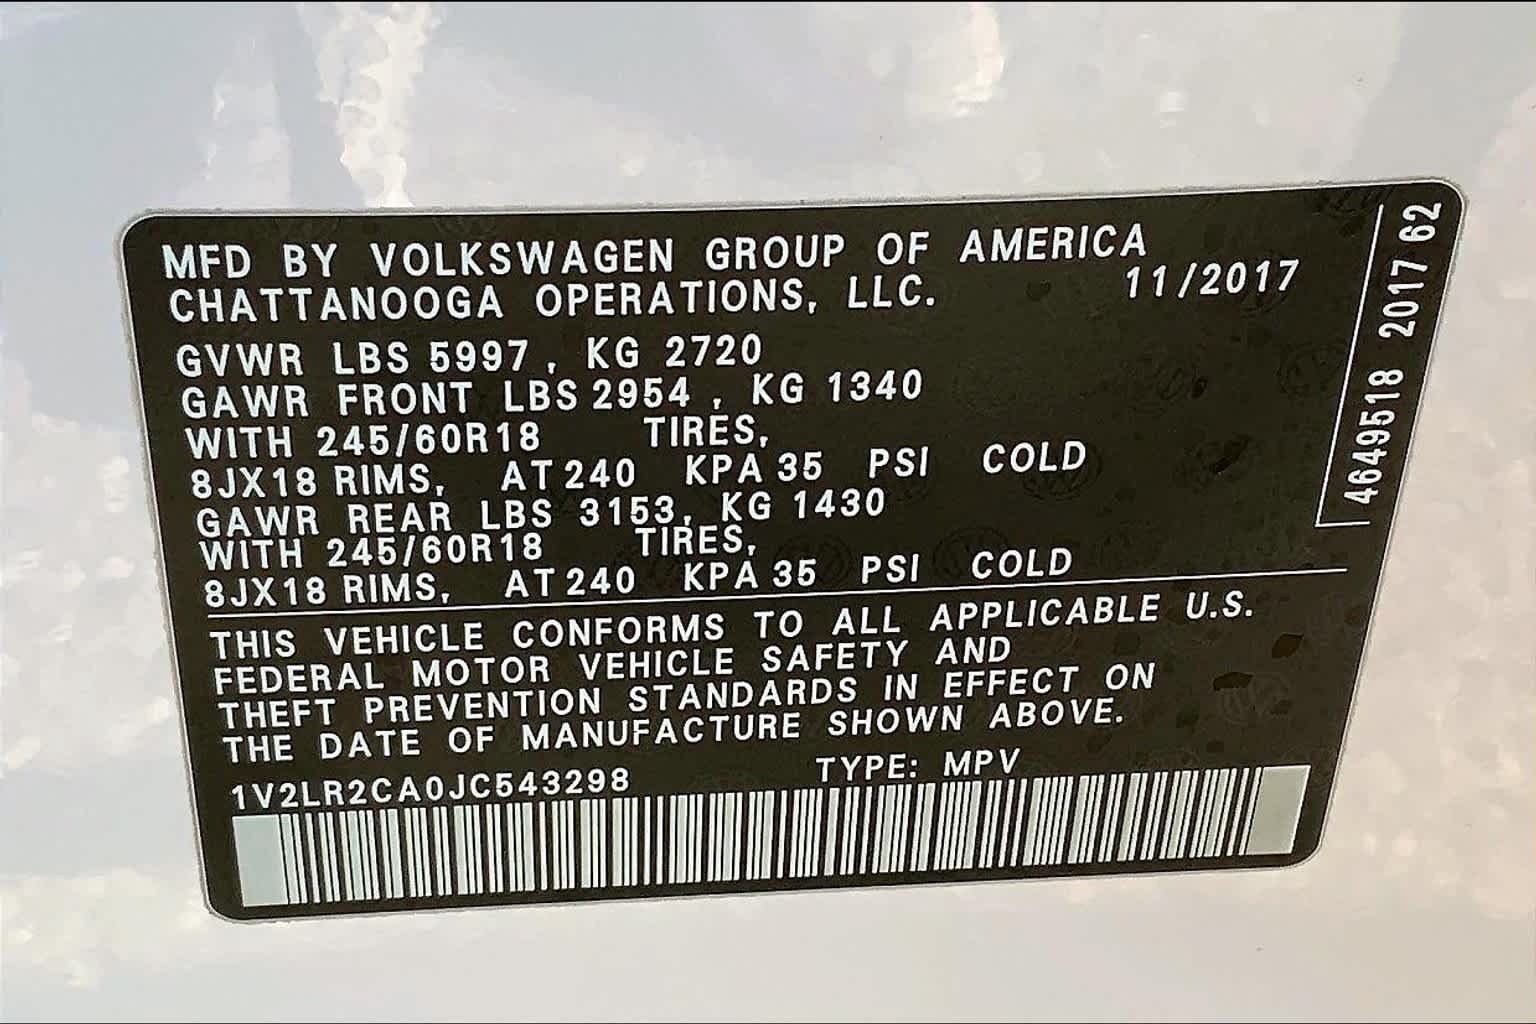 MFD BY VOLKSWAGEN GROUP OF AMERICA
CHATTANOOGA OPERATIONS, LLC. 11/2017
GVWR LBS 5997 , KG 2720
GAWR FRONT LBS 2954 , KG 1340
WITH 245/60R18 TIRES,
8JX18 RIMS, AT 240 KPA 35 PSI COLD
GAWR REAR LBS 3153, KG 1430
WITH 245/60R18 TIRES,
8JX18 RIMS, AT 240 KPA 35 PSI COLD
THIS VEHICLE CONFORMS TO ALL APPLICABLE U.S.
FEDERAL MOTOR VEHICLE SAFETY AND
THEFT PREVENTION STANDARDS IN EFFECT ON
THE DATE OF MANUFACTURE SHOWN ABOVE.
1V2LR2CA0JC543298 TYPE: MPV
4649518 2017 62